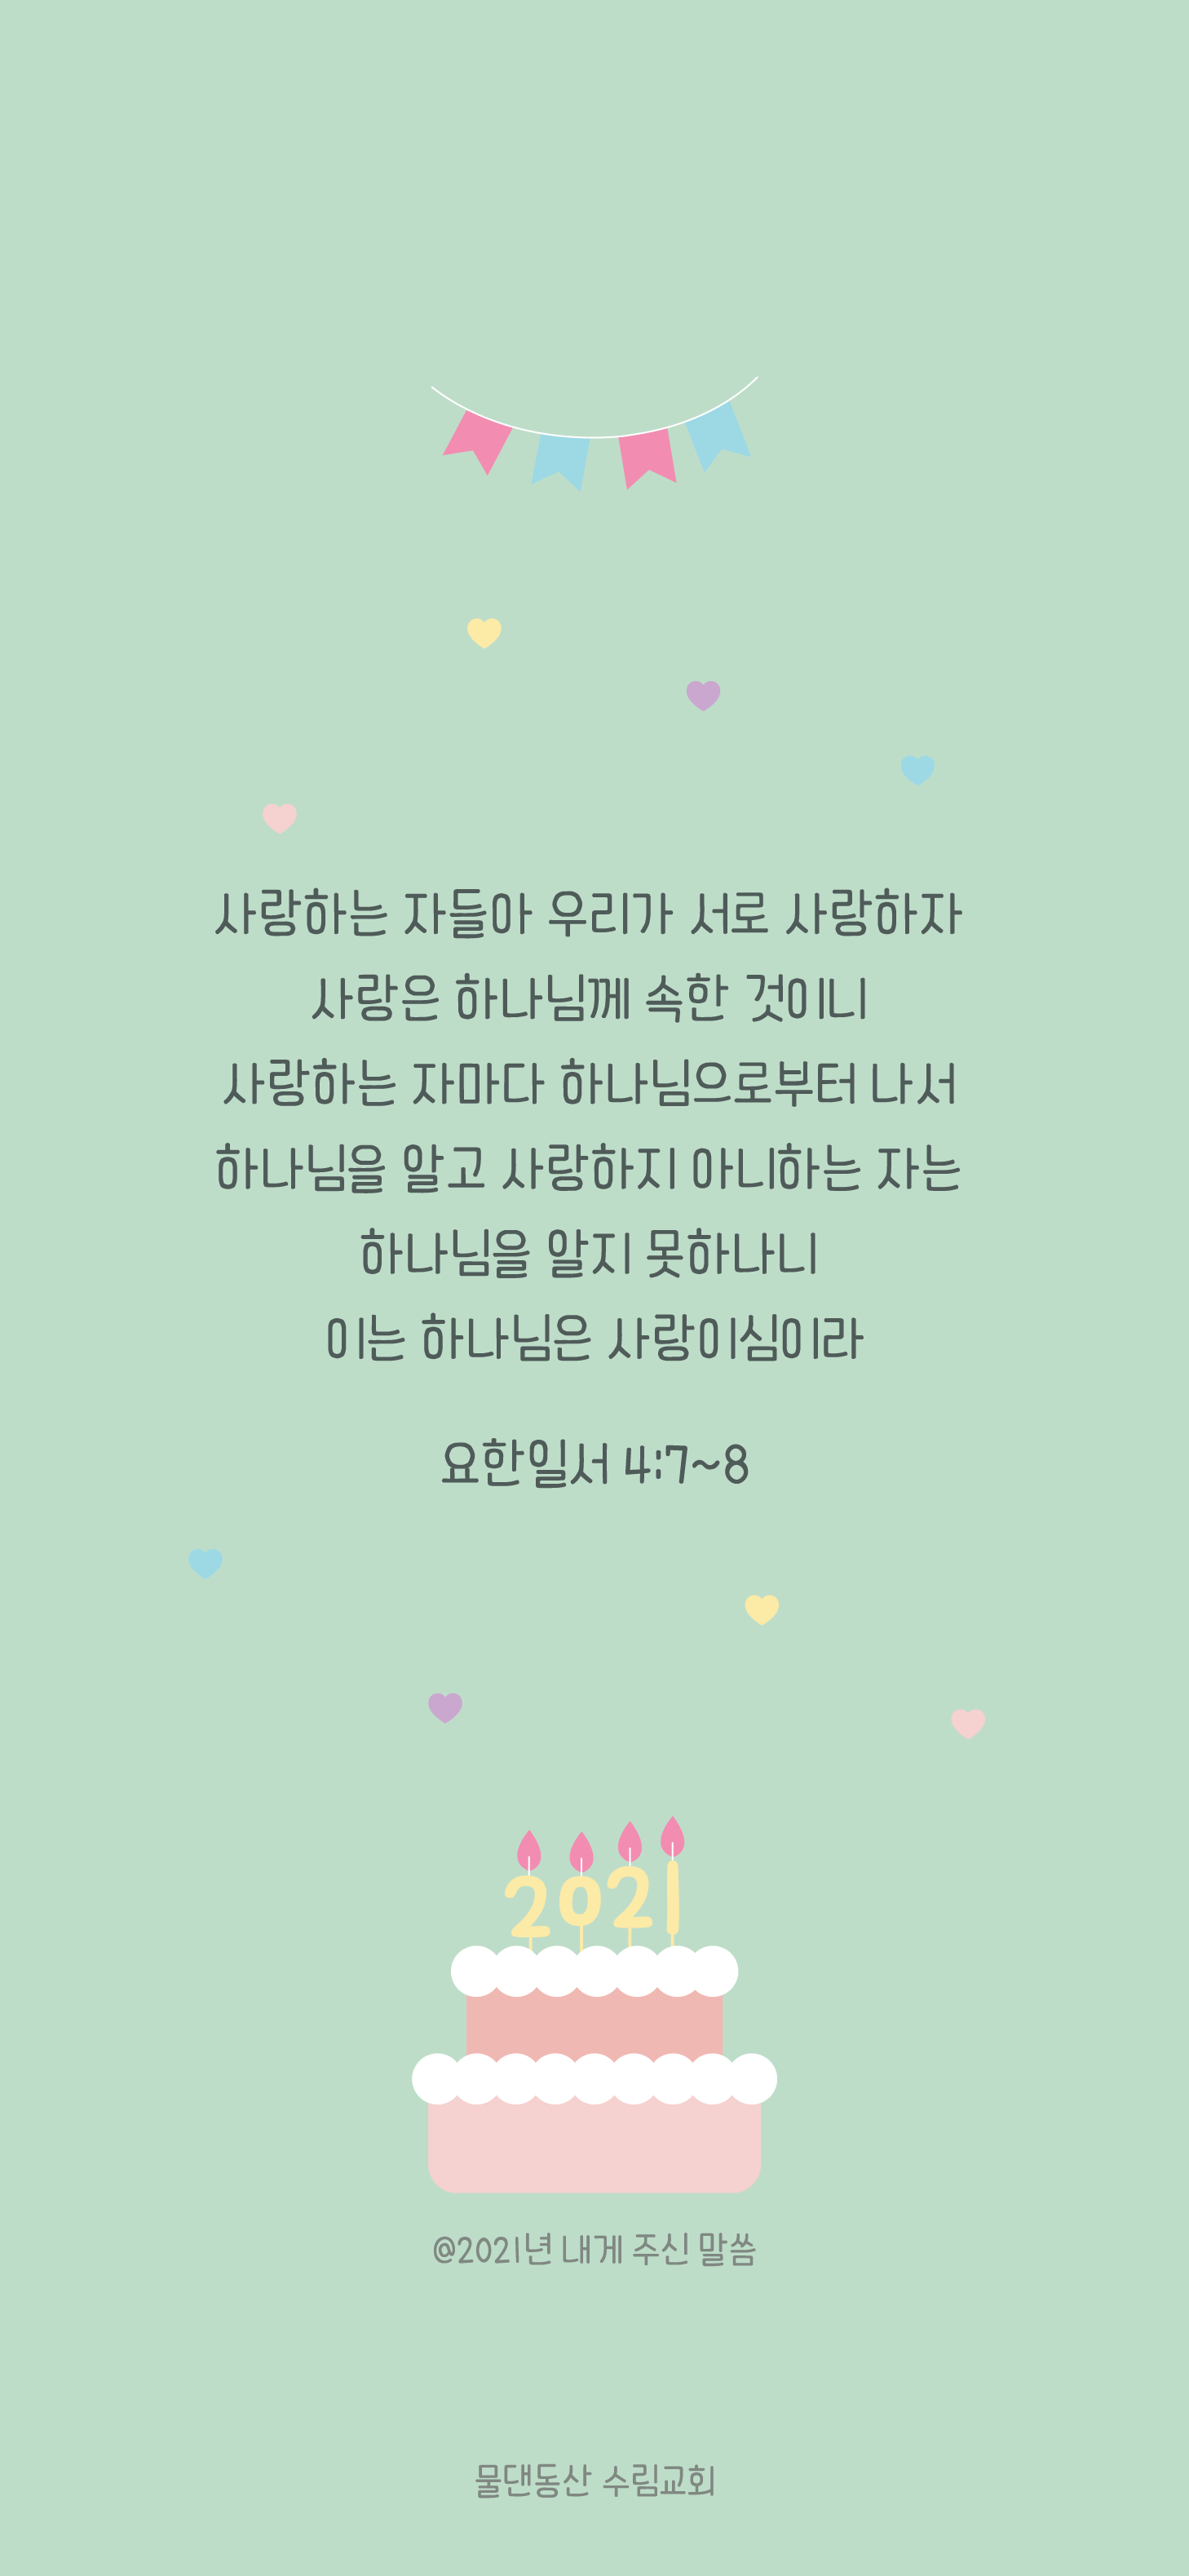 사랑하는 자들아 우리가 서로 사랑하자
사랑은 하나님께 속한 것이니
사랑하는 자마다 하나님으로부터 나서
하나님을 알고 사랑하지 아니하는 자는
하나님을 알지 못하나니
이는 하나님은 사랑이심이라
요한일서 4:7~8
2021
@2021년 내게 주신 말씀
물댄동산 수림교회